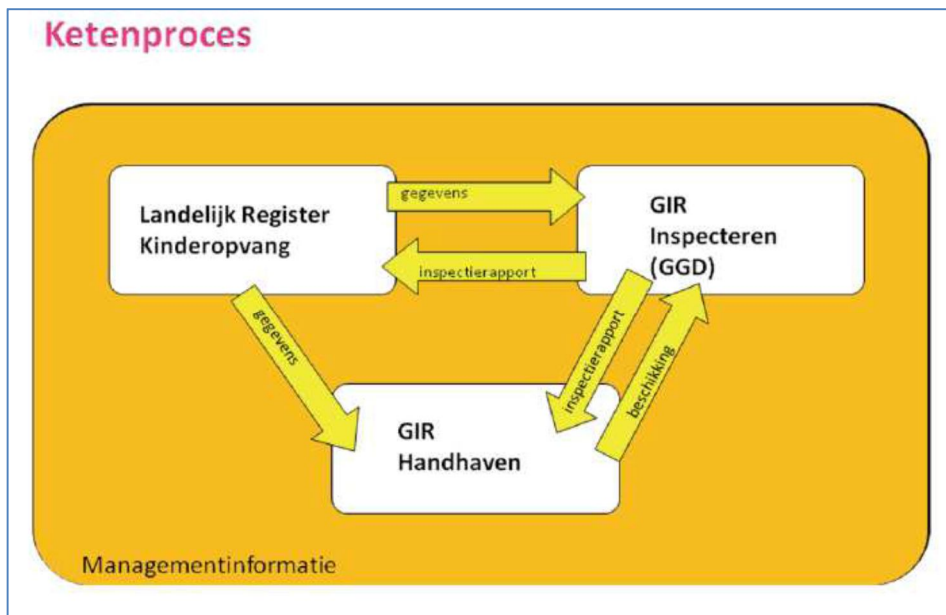 Ketenproces
Landelijk Register
Kinderopvang
gegevens
inspectierapport
GIR
Inspecteren
(GGD)
gegevens
inspectierapport
beschikking
GIR
Handhaven
Managementinformatie